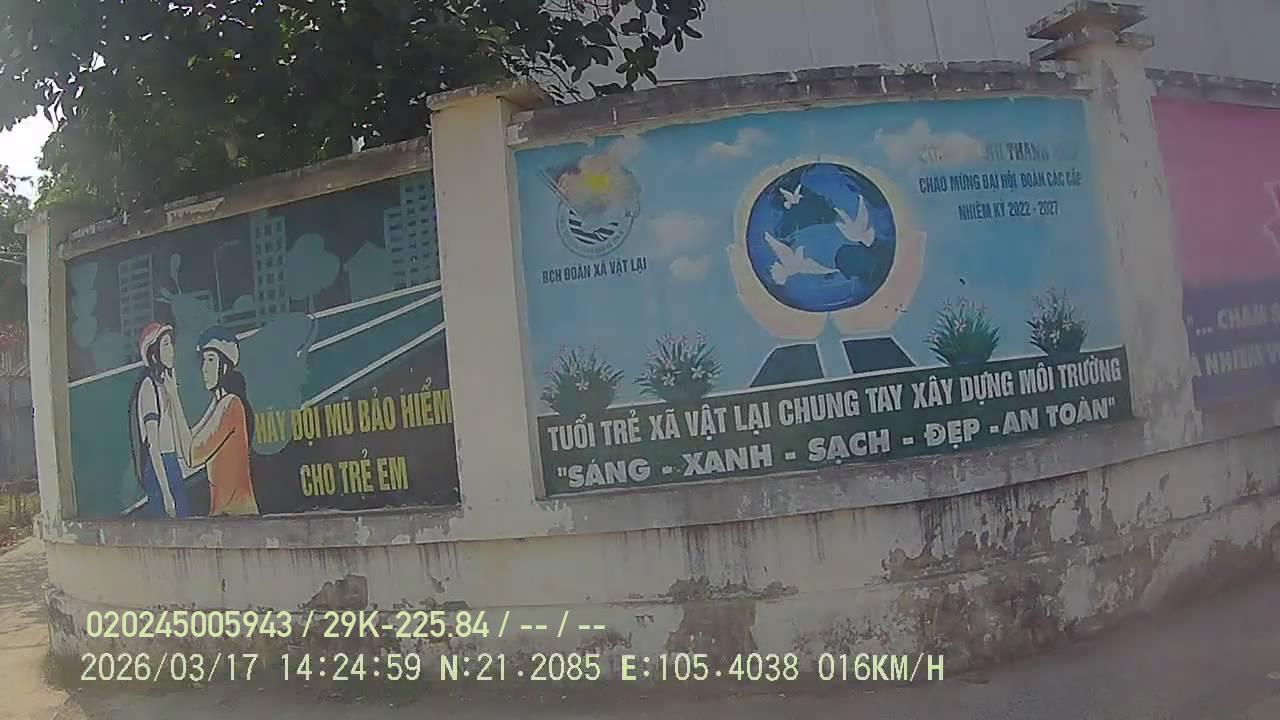 HÃY ĐỘI MŨ BẢO HIỂM
CHO TRẺ EM
BCH ĐOÀN XÃ VẬT LẠI
CHÀO MỪNG ĐẠI HỘI ĐOÀN CÁC CẤP
NHIỆM KỲ 2022 - 2027
TUỔI TRẺ XÃ VẬT LẠI CHUNG TAY XÂY DỰNG MÔI TRƯỜNG
"SÁNG - XANH - SẠCH - ĐẸP - AN TOÀN"
"... CHĂM
NHIỆM
020245005943 / 29K-225.84 / -- / --
2026/03/17 14:24:59 N:21.2085 E:105.4038 016KM/H